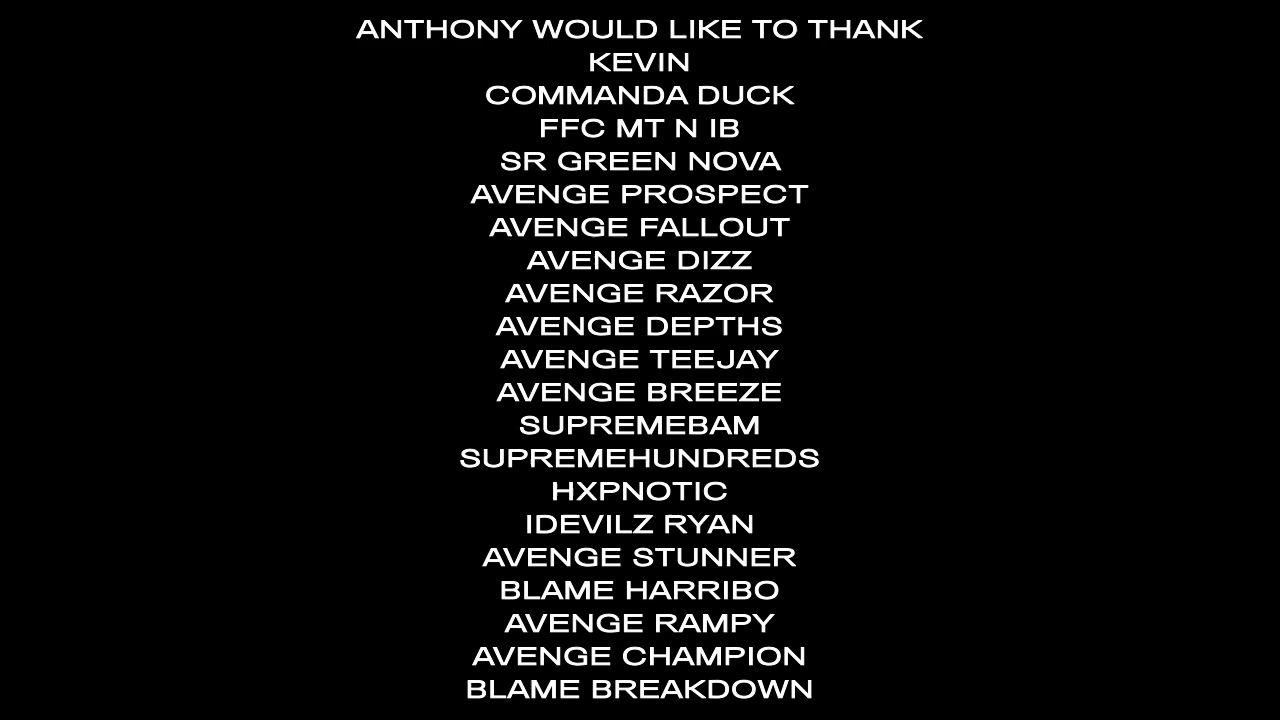 ANTHONY WOULD LIKE TO THANK
KEVIN
COMMANDA DUCK
FFC MT N IB
SR GREEN NOVA
AVENGE PROSPECT
AVENGE FALLOUT
AVENGE DIZZ
AVENGE RAZOR
AVENGE DEPTHS
AVENGE TEEJAY
AVENGE BREEZE
SUPREMEBAM
SUPREMEHUNDREDS
HXPNOTIC
IDEVILZ RYAN
AVENGE STUNNER
BLAME HARRIBO
AVENGE RAMPY
AVENGE CHAMPION
BLAME BREAKDOWN